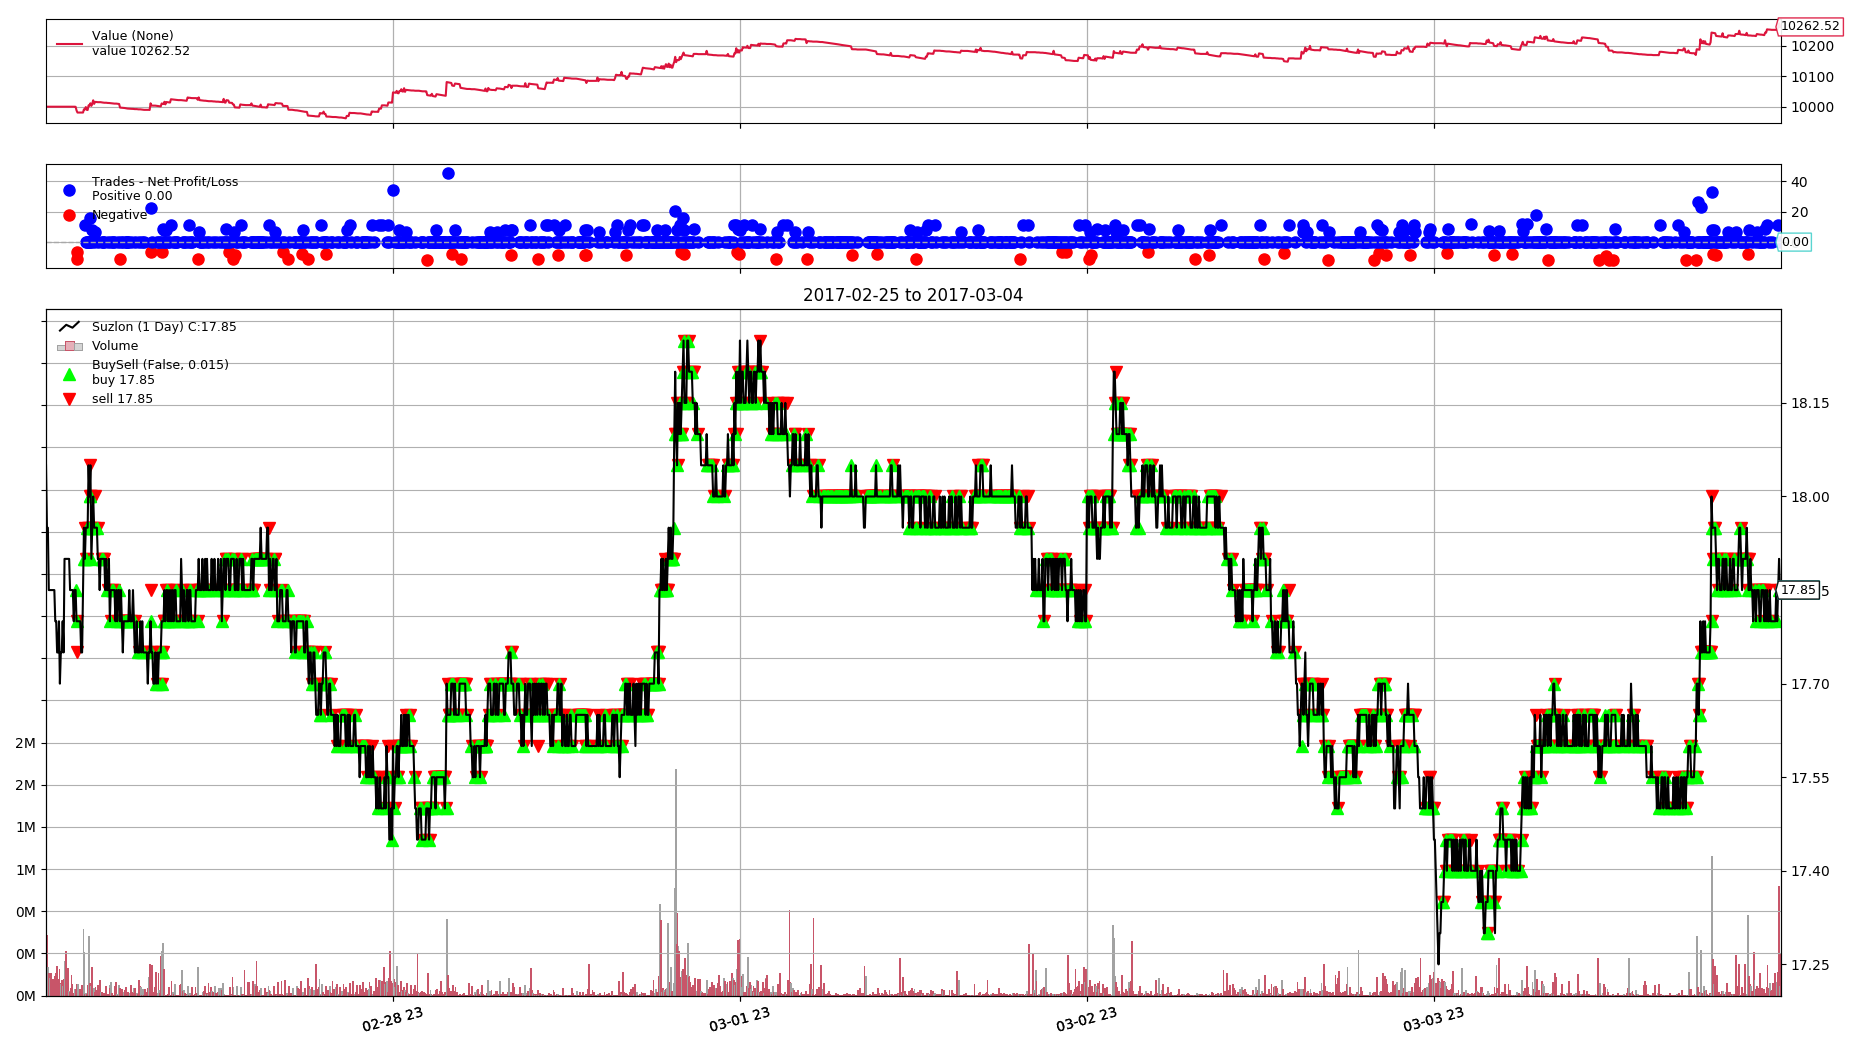 Value (None)
value 10262.52
10262.52
10200
10100
10000
Trades - Net Profit/Loss
Positive 0.00
Negative
40
20
0.00
2017-02-25 to 2017-03-04
Suzlon (1 Day) C:17.85
Volume
BuySell (False, 0.015)
buy 17.85
sell 17.85
18.15
18.00
17.85
5
17.70
17.55
17.40
17.25
2M
2M
1M
1M
0M
0M
0M
02-28 23
03-01 23
03-02 23
03-03 23